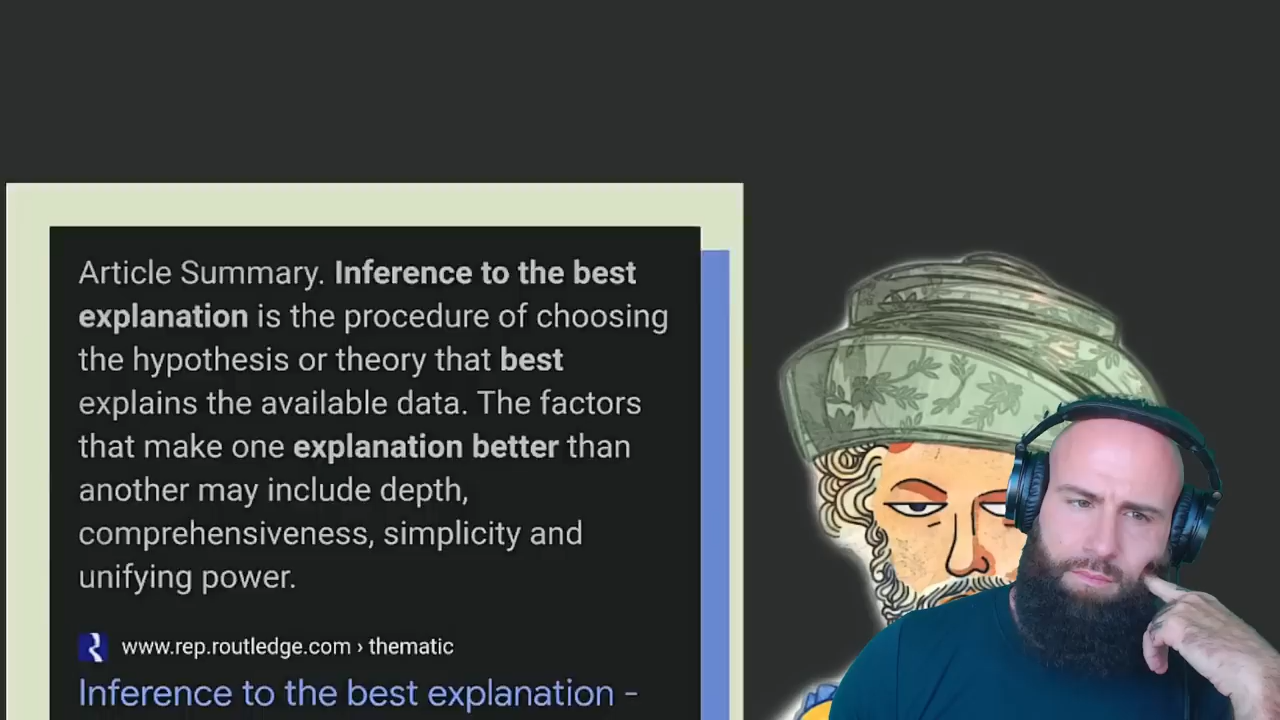 Article Summary. Inference to the best
explanation is the procedure of choosing
the hypothesis or theory that best
explains the available data. The factors
that make one explanation better than
another may include depth,
comprehensiveness, simplicity and
unifying power.
www.rep.routledge.com › thematic
Inference to the best explanation -